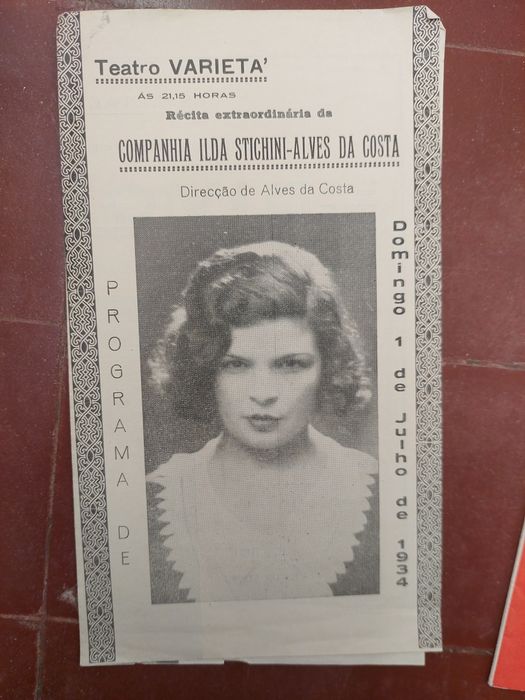 Teatro VARIETA'
ÁS 21,15 HORAS
Récita extraordinária da
COMPANHIA ILDA STICHINI-ALVES DA COSTA
Direcção de Alves da Costa
PROGRAMA DE
Domingo 1 de Julho de 1934